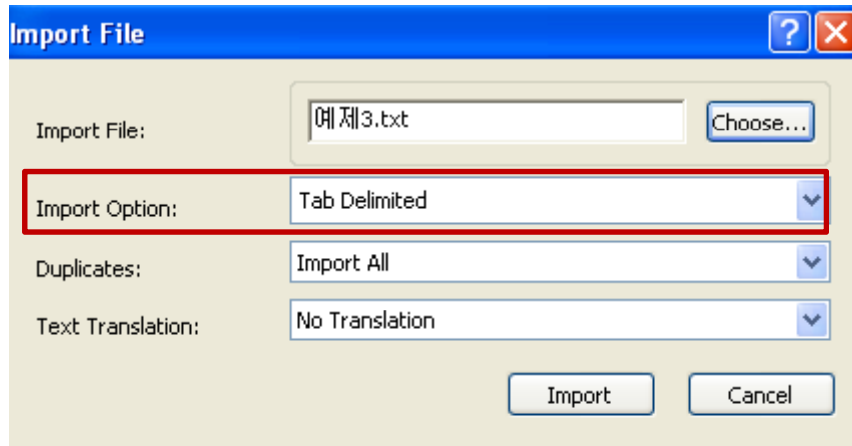 Import File
Import File: 예제3.txt Choose...
Import Option: Tab Delimited
Duplicates: Import All
Text Translation: No Translation
Import Cancel